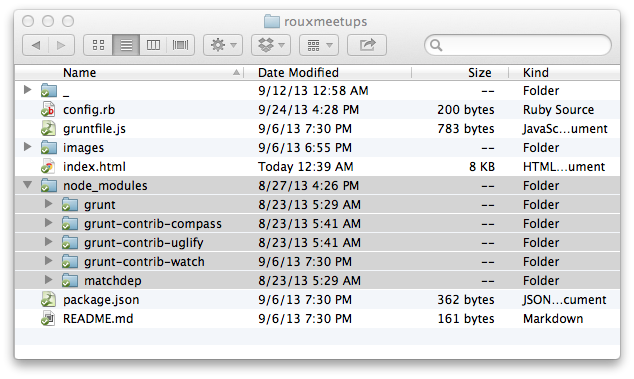 rouxmeetups
Name Date Modified Size Kind
_ 9/12/13 12:58 AM -- Folder
config.rb 9/24/13 4:28 PM 200 bytes Ruby Source
gruntfile.js 9/6/13 7:30 PM 783 bytes JavaSc...ument
images 9/6/13 6:55 PM -- Folder
index.html Today 12:39 AM 8 KB HTML...ument
node_modules 8/27/13 4:26 PM -- Folder
grunt 8/23/13 5:29 AM -- Folder
grunt-contrib-compass 8/23/13 5:41 AM -- Folder
grunt-contrib-uglify 8/23/13 5:41 AM -- Folder
grunt-contrib-watch 9/6/13 7:30 PM -- Folder
matchdep 8/23/13 5:29 AM -- Folder
package.json 9/6/13 7:30 PM 362 bytes JSON...cument
README.md 9/6/13 7:30 PM 161 bytes Markdown